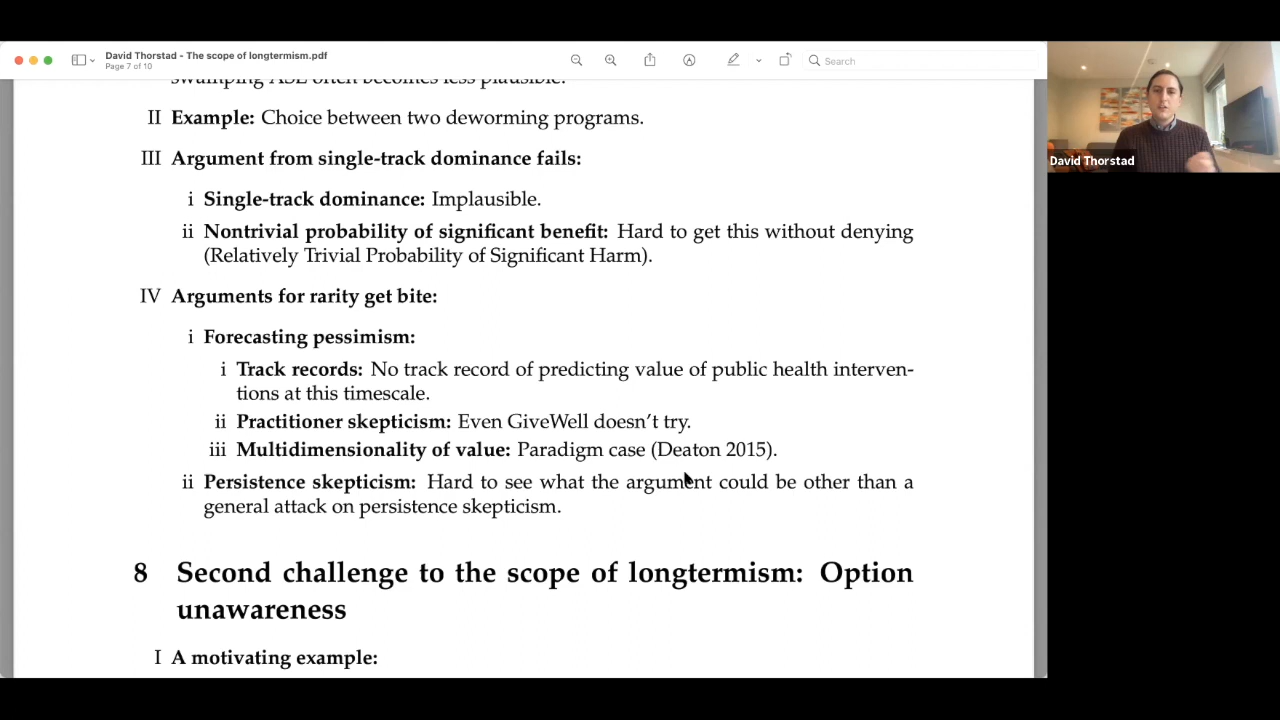 David Thorstad - The scope of longtermism.pdf
Page 7 of 10
Search
swamping ASL often becomes less plausible.
II Example: Choice between two deworming programs.
III Argument from single-track dominance fails:
i Single-track dominance: Implausible.
ii Nontrivial probability of significant benefit: Hard to get this without denying
(Relatively Trivial Probability of Significant Harm).
IV Arguments for rarity get bite:
i Forecasting pessimism:
i Track records: No track record of predicting value of public health interven-
tions at this timescale.
ii Practitioner skepticism: Even GiveWell doesn't try.
iii Multidimensionality of value: Paradigm case (Deaton 2015).
ii Persistence skepticism: Hard to see what the argument could be other than a
general attack on persistence skepticism.
8 Second challenge to the scope of longtermism: Option
unawareness
I A motivating example:
David Thorstad